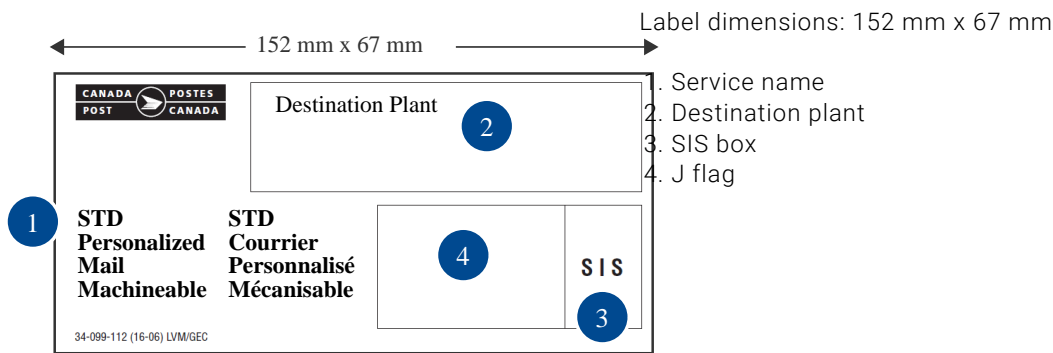 Label dimensions: 152 mm x 67 mm
152 mm x 67 mm
CANADA POSTES
POST CANADA
Destination Plant
2
1. Service name
2. Destination plant
3. SIS box
4. J flag
1
STD
Personalized
Mail
Machineable
STD
Courrier
Personnalisé
Mécanisable
4
SIS
3
34-099-112 (16-06) LVM/GEC